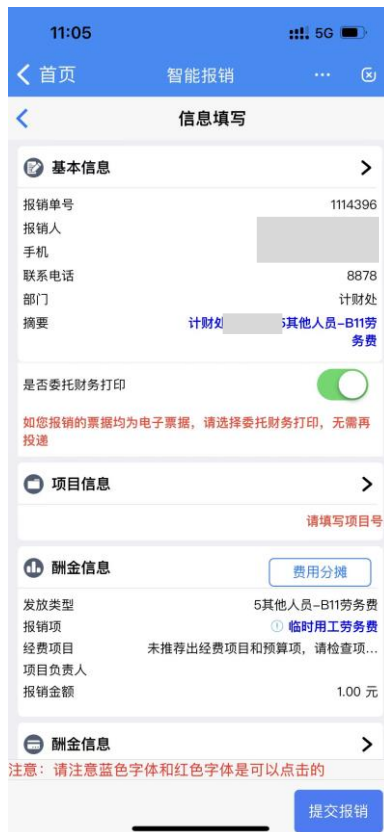 11:05
5G
首页
智能报销
信息填写
基本信息
报销单号
1114396
报销人
手机
联系电话
8878
部门
计财处
摘要
计财处 5其他人员-B11劳
务费
是否委托财务打印
如您报销的票据均为电子票据，请选择委托财务打印，无需再
投递
项目信息
请填写项目号
酬金信息
费用分摊
发放类型
5其他人员-B11劳务费
报销项
临时用工劳务费
经费项目
未推荐出经费项目和预算项，请检查项...
项目负责人
报销金额
1.00 元
酬金信息
注意：请注意蓝色字体和红色字体是可以点击的
提交报销